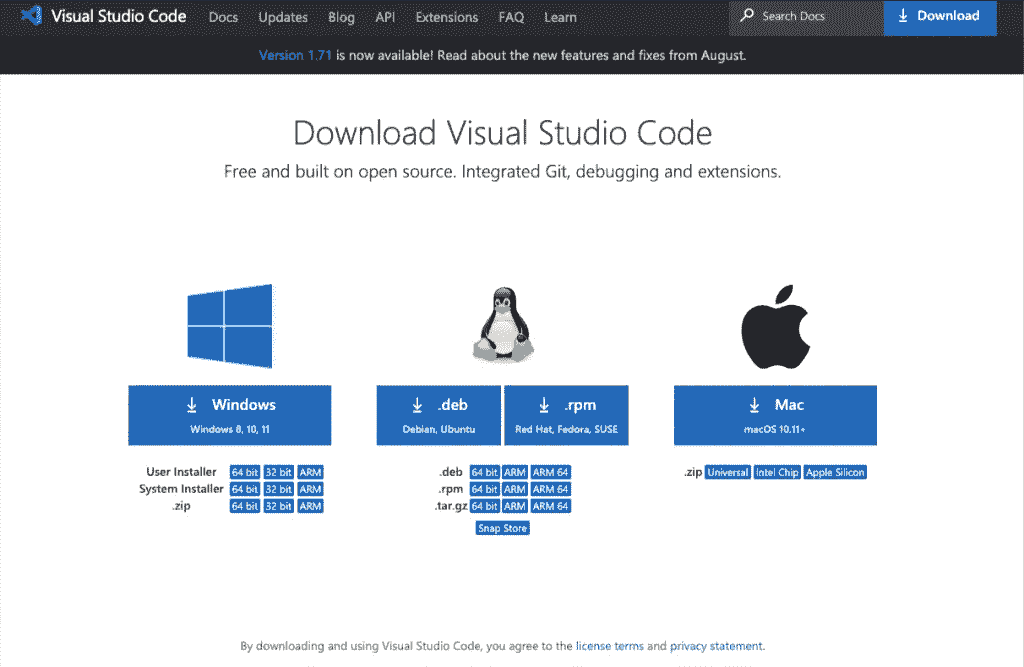 Visual Studio Code Docs Updates Blog API Extensions FAQ Learn Search Docs Download
Version 1.71 is now available! Read about the new features and fixes from August.
Download Visual Studio Code
Free and built on open source. Integrated Git, debugging and extensions.
Windows
Windows 8, 10, 11
User Installer 64 bit 32 bit ARM
System Installer 64 bit 32 bit ARM
.zip 64 bit 32 bit ARM
.deb
Debian, Ubuntu
.rpm
Red Hat, Fedora, SUSE
.deb 64 bit ARM ARM 64
.rpm 64 bit ARM ARM 64
.tar.gz 64 bit ARM ARM 64
Snap Store
Mac
macOS 10.11+
.zip Universal Intel Chip Apple Silicon
By downloading and using Visual Studio Code, you agree to the license terms and privacy statement.